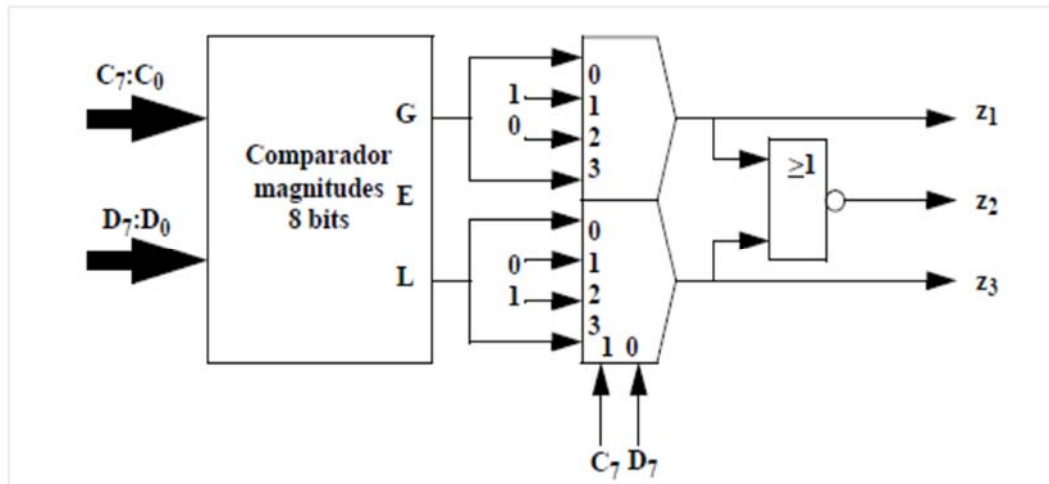 C7:C0
D7:D0
Comparador
magnitudes
8 bits
G
E
L
1
0
0
1
2
3
0
1
0
1
2
3
1 0
C7 D7
≥1
z1
z2
z3